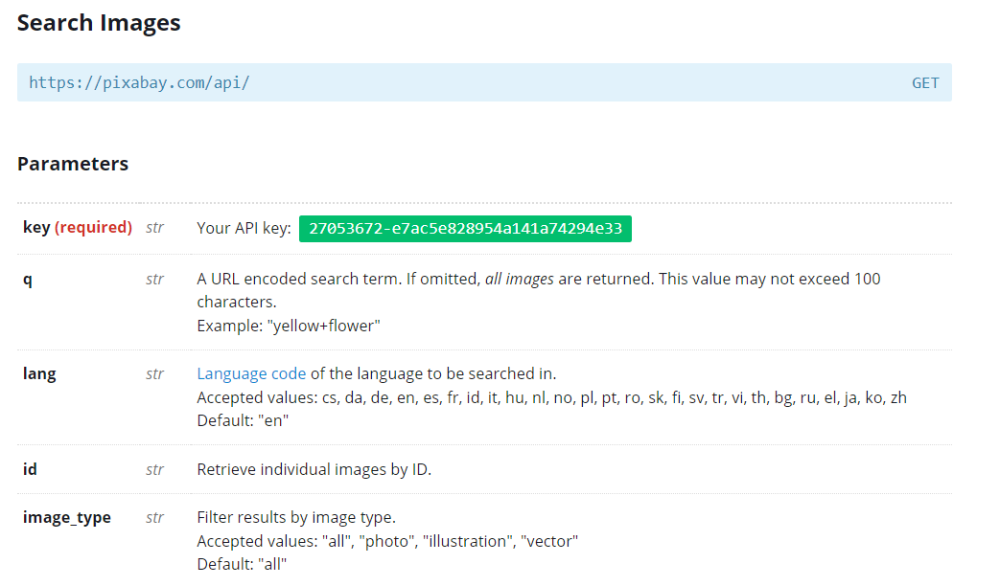 Search Images
https://pixabay.com/api/ GET
Parameters
key (required) str Your API key: 27053672-e7ac5e828954a141a74294e33
q str A URL encoded search term. If omitted, all images are returned. This value may not exceed 100
characters.
Example: "yellow+flower"
lang str Language code of the language to be searched in.
Accepted values: cs, da, de, en, es, fr, id, it, hu, nl, no, pl, pt, ro, sk, fi, sv, tr, vi, th, bg, ru, el, ja, ko, zh
Default: "en"
id str Retrieve individual images by ID.
image_type str Filter results by image type.
Accepted values: "all", "photo", "illustration", "vector"
Default: "all"